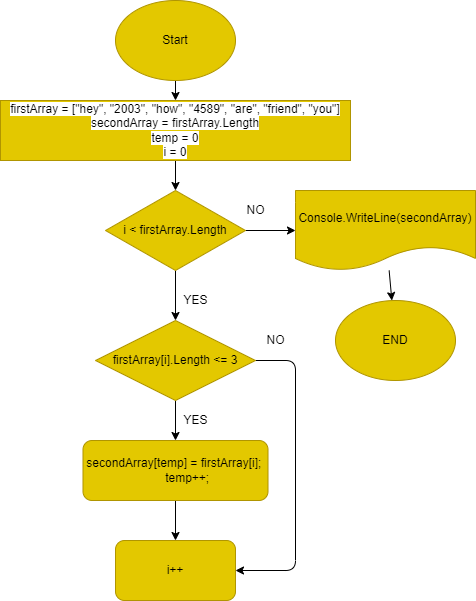 Start
firstArray = ["hey", "2003", "how", "4589", "are", "friend", "you"]
secondArray = firstArray.Length
temp = 0
i = 0
i < firstArray.Length
NO
Console.WriteLine(secondArray)
YES
END
firstArray[i].Length <= 3
NO
YES
secondArray[temp] = firstArray[i];
temp++;
i++